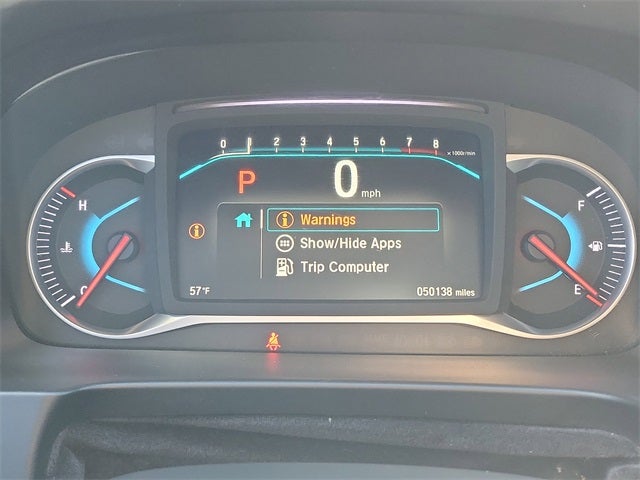 0 1 2 3 4 5 6 7 8 x1000r/min
P 0 mph
H
F
Warnings
Show/Hide Apps
Trip Computer
C
E
57°F 050138 miles